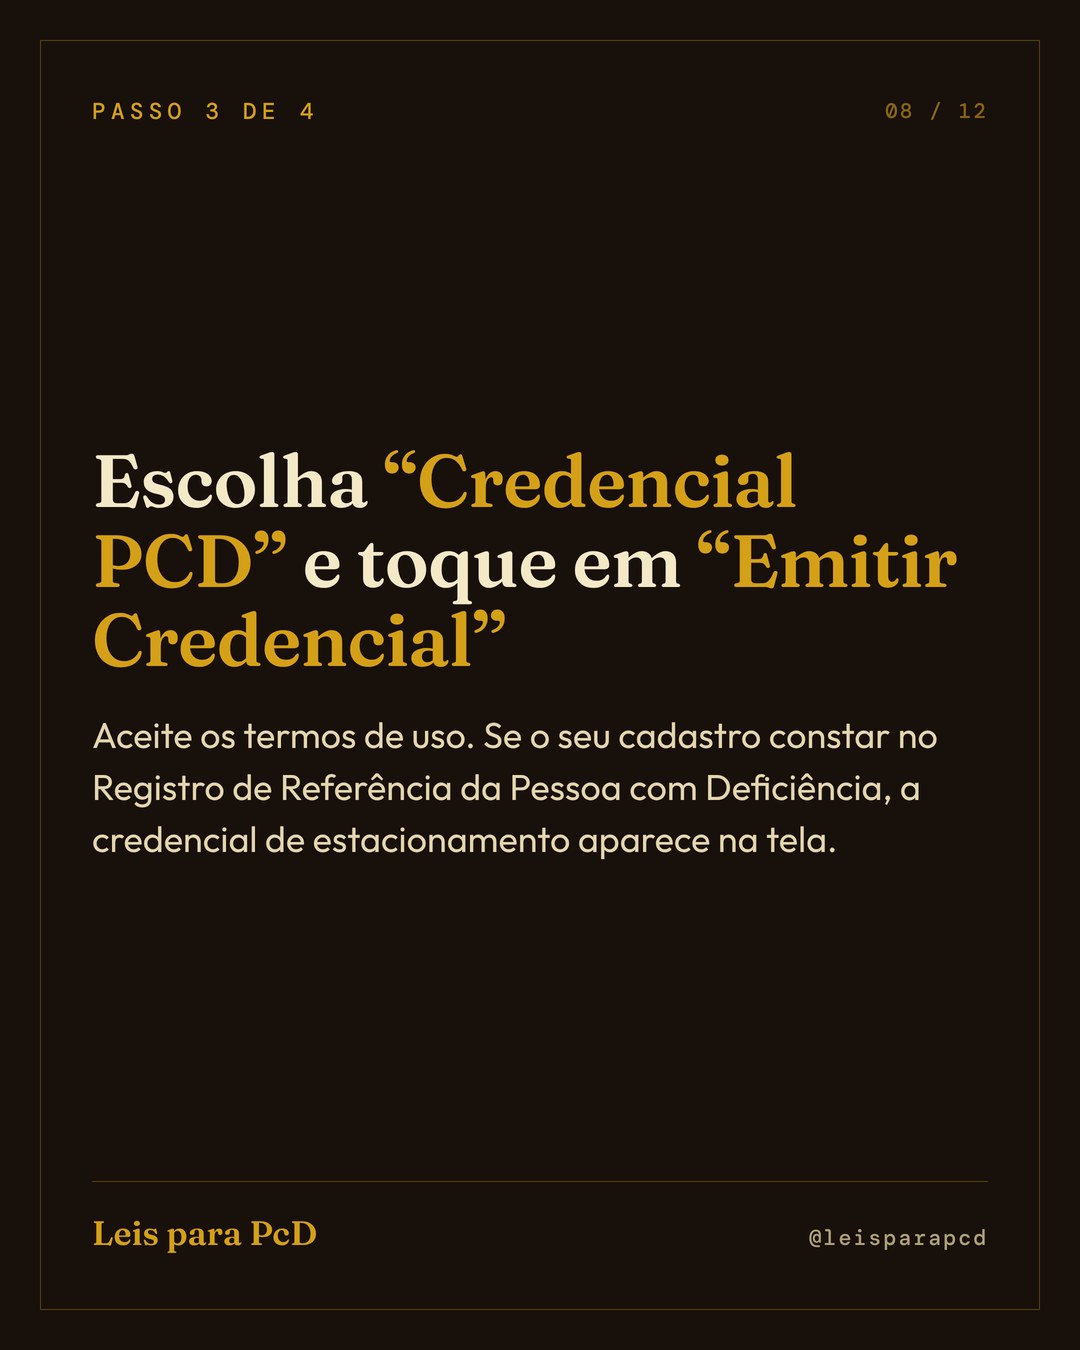 PASSO 3 DE 4
08 / 12
Escolha “Credencial
PCD” e toque em “Emitir
Credencial”
Aceite os termos de uso. Se o seu cadastro constar no
Registro de Referência da Pessoa com Deficiência, a
credencial de estacionamento aparece na tela.
Leis para PcD
@leisparapcd